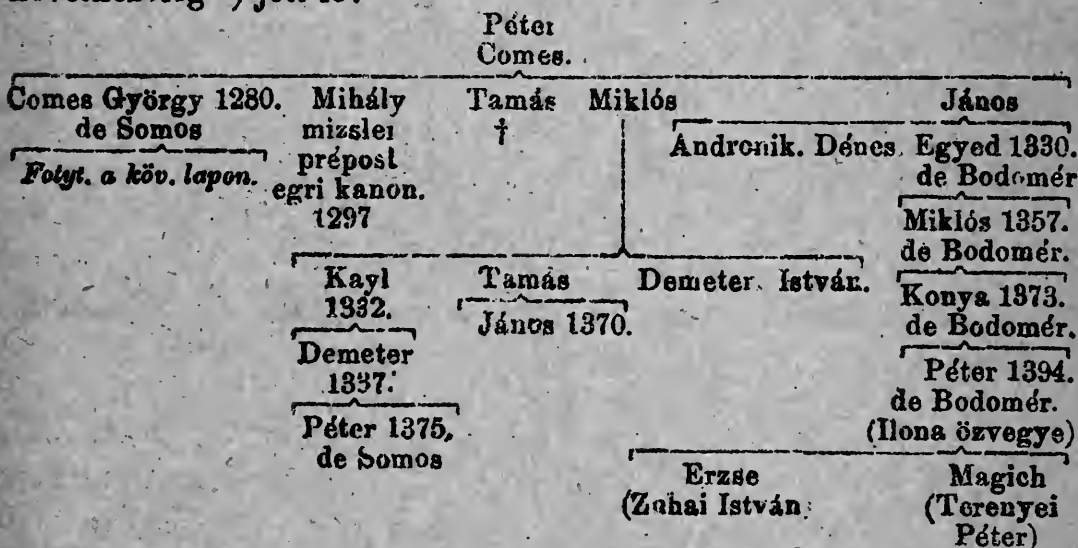 Péter
Comes.
Comes György 1280. Mihály Tamás Miklós János
de Somos mizslei † Andronik. Dénes. Egyed 1330.
Folyt. a köv. lapon. prépost de Bodomér
egri kanon. Miklós 1357.
1297 de Bodomér.
Kayl Tamás Demeter. István. Konya 1373.
1332. János 1370. de Bodomér.
Demeter Péter 1394.
1337. de Bodomér.
Péter 1375, (Ilona özvegye)
de Somos
Erzse Magich
(Zuhai István. (Terenyei
Péter)